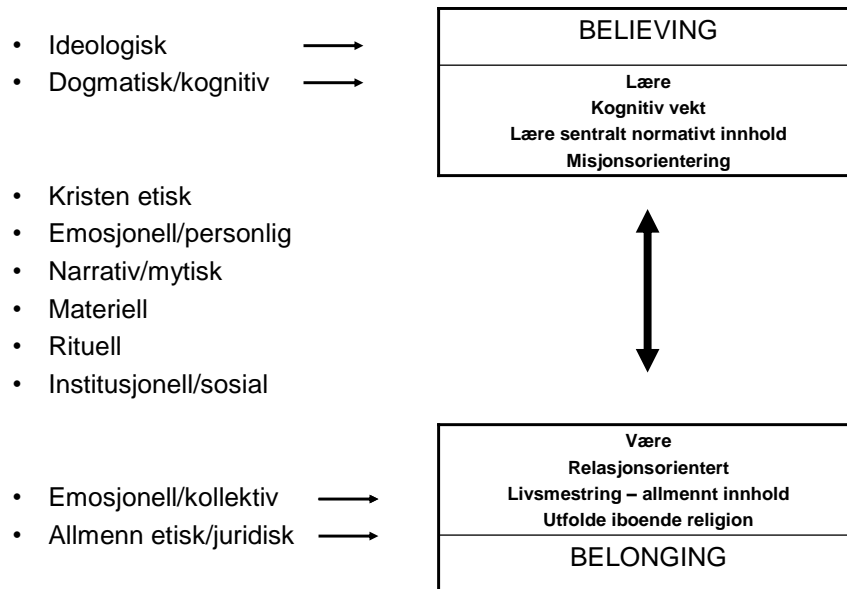 • Ideologisk
• Dogmatisk/kognitiv
BELIEVING
Lære
Kognitiv vekt
Lære sentralt normativt innhold
Misjonsorientering
• Kristen etisk
• Emosjonell/personlig
• Narrativ/mytisk
• Materiell
• Rituell
• Institusjonell/sosial
• Emosjonell/kollektiv
• Allmenn etisk/juridisk
Være
Relasjonsorientert
Livsmestring – allmennt innhold
Utfolde iboende religion
BELONGING